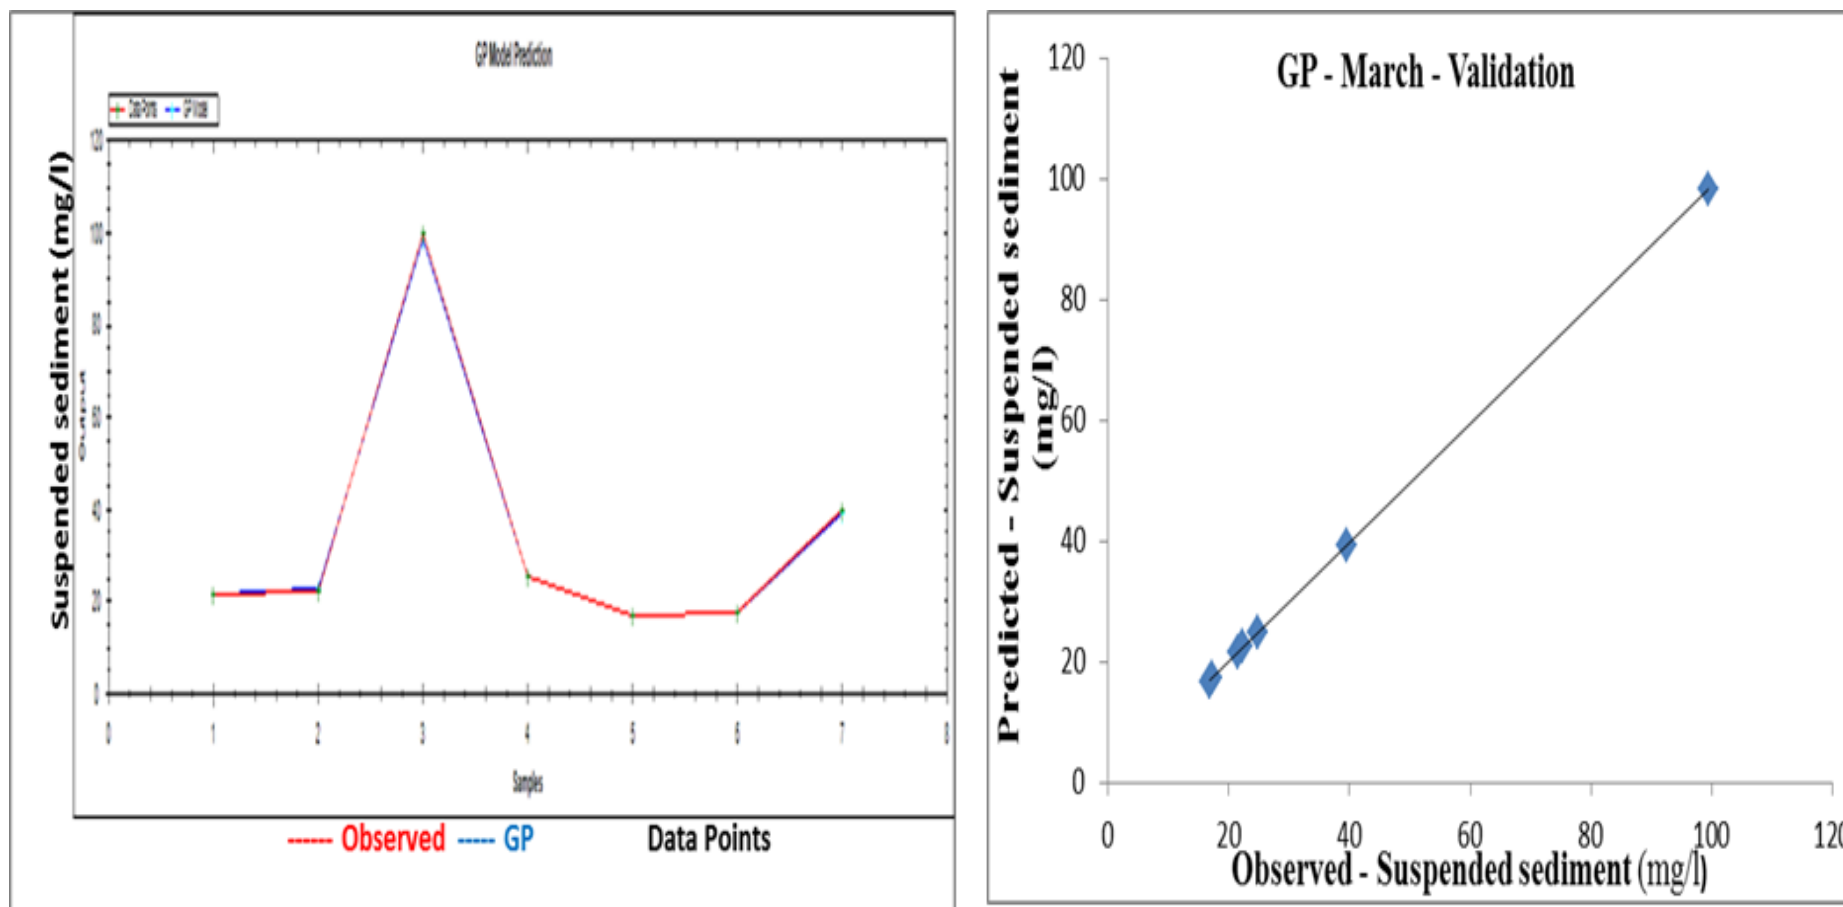 GP Model Prediction
Data Points GP Model
Suspended sediment (mg/l)
Output
120
100
80
60
40
20
0
0 1 2 3 4 5 6 7 8
Samples
------ Observed ----- GP Data Points
GP - March - Validation
Predicted - Suspended sediment
(mg/l)
120
100
80
60
40
20
0
0 20 40 60 80 100 120
Observed - Suspended sediment (mg/l)